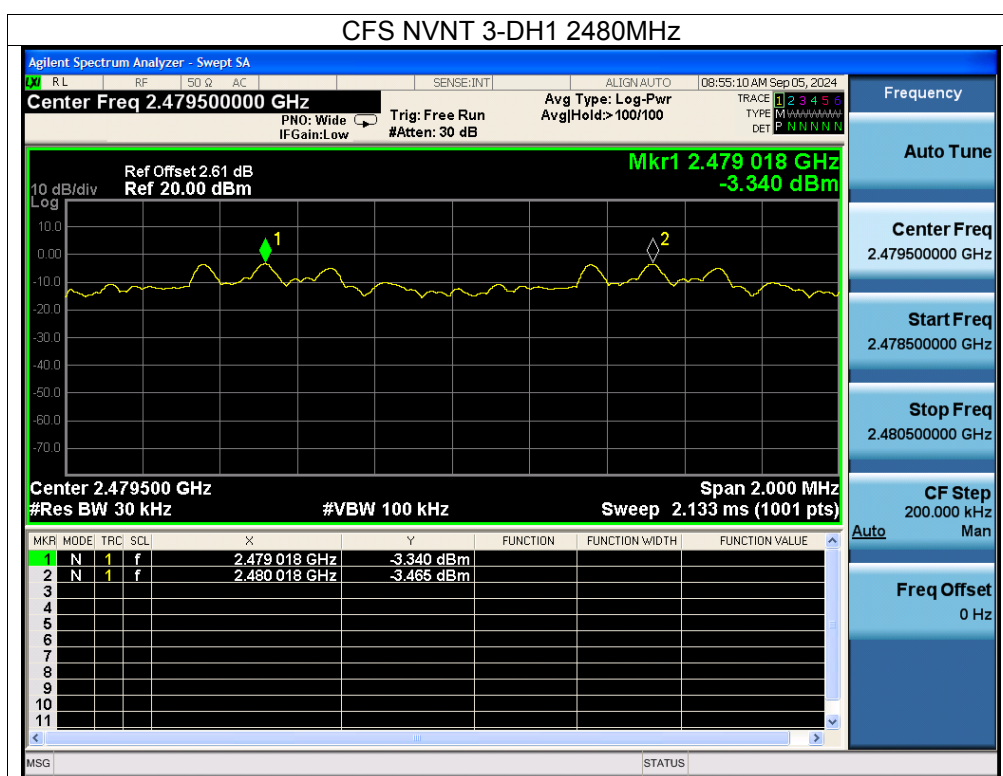 CFS NVNT 3-DH1 2480MHz
Agilent Spectrum Analyzer - Swept SA
LXI RL RF 50 Ω AC SENSE:INT ALIGN AUTO 08:55:10 AM Sep 05, 2024
Center Freq 2.479500000 GHz
PNO: Wide
IFGain:Low
Trig: Free Run
#Atten: 30 dB
Avg Type: Log-Pwr
Avg|Hold:> 100/100
TRACE 1 2 3 4 5 6
TYPE M WWWWW
DET P N N N N N
Frequency
Auto Tune
Center Freq
2.479500000 GHz
Start Freq
2.478500000 GHz
Stop Freq
2.480500000 GHz
CF Step
200.000 kHz
Auto Man
Freq Offset
0 Hz
Mkr1 2.479 018 GHz
-3.340 dBm
Ref Offset 2.61 dB
10 dB/div Ref 20.00 dBm
Log
10.0
0.00
-10.0
-20.0
-30.0
-40.0
-50.0
-60.0
-70.0
1
2
Center 2.479500 GHz Span 2.000 MHz
#Res BW 30 kHz #VBW 100 kHz Sweep 2.133 ms (1001 pts)
MKR MODE TRC SCL X Y FUNCTION FUNCTION WIDTH FUNCTION VALUE
1 N 1 f 2.479 018 GHz -3.340 dBm
2 N 1 f 2.480 018 GHz -3.465 dBm
3
4
5
6
7
8
9
10
11
MSG STATUS